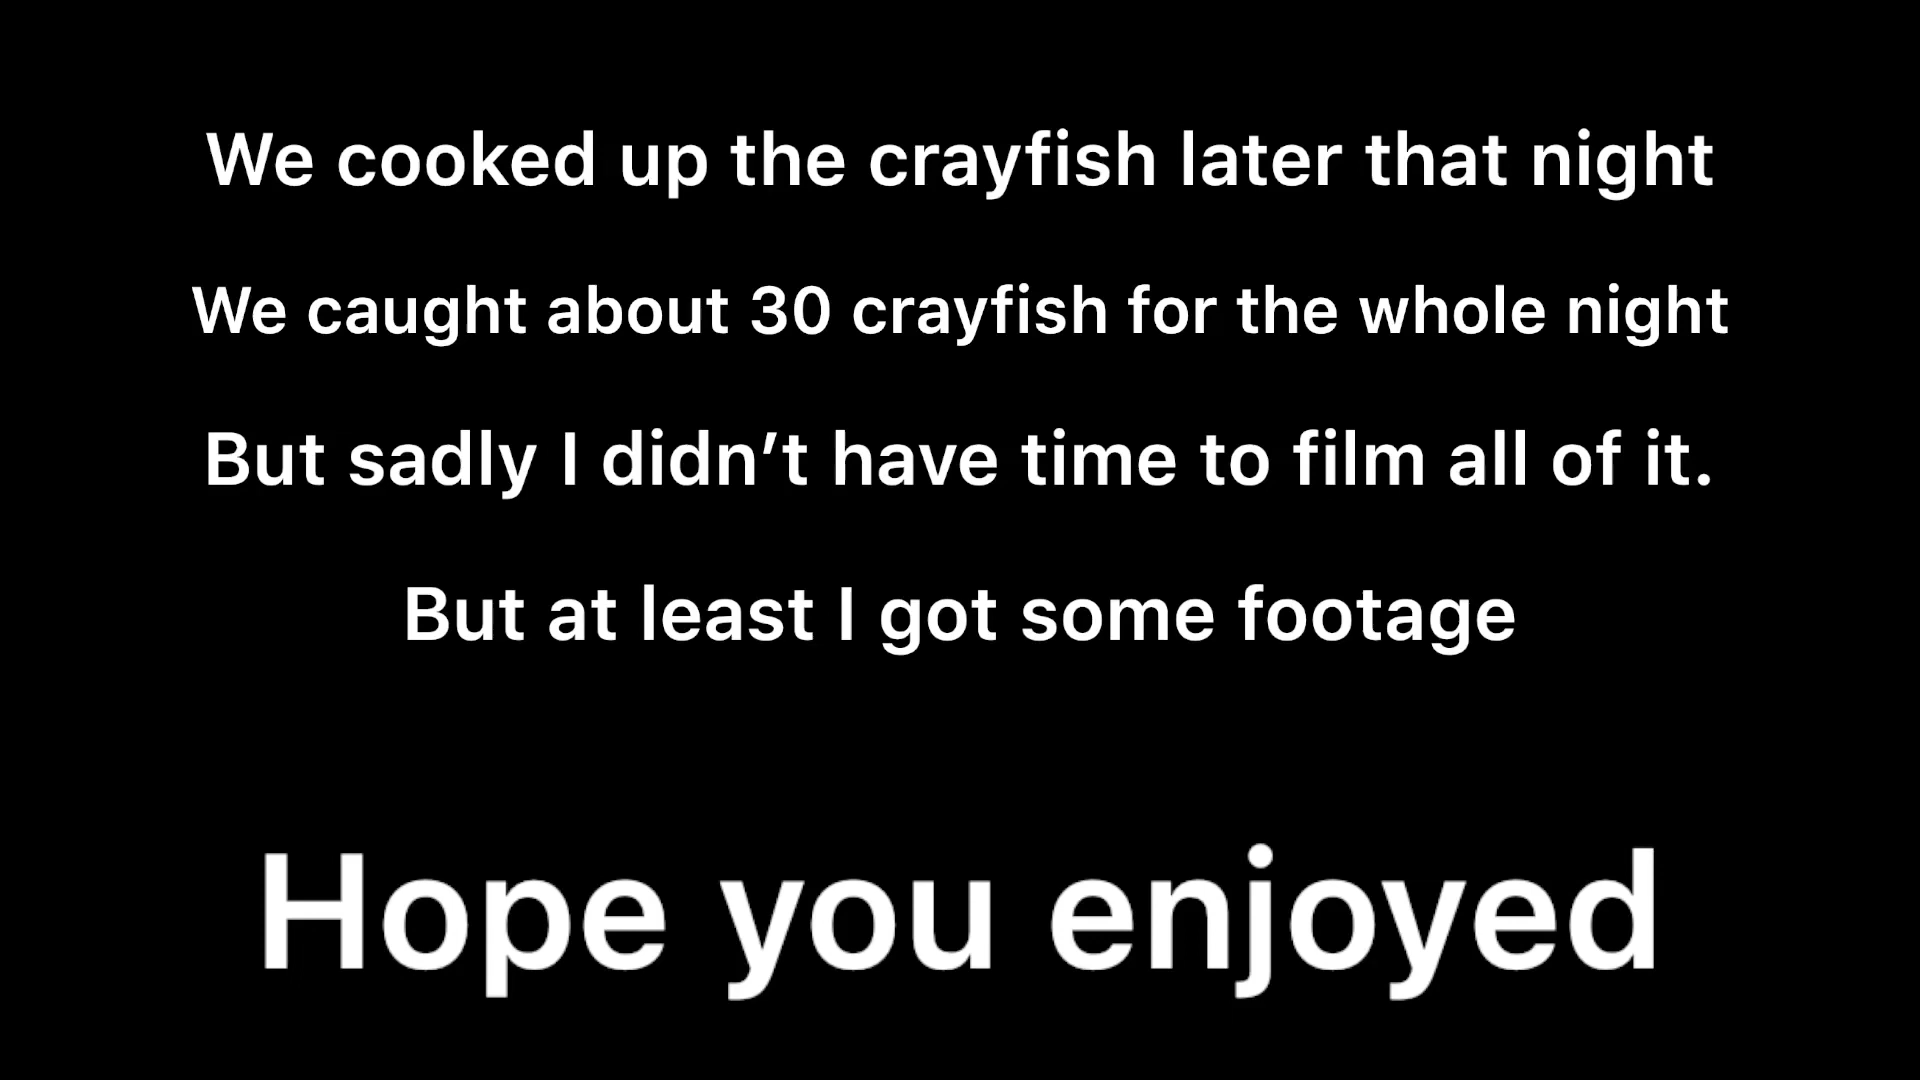 We cooked up the crayfish later that night
We caught about 30 crayfish for the whole night
But sadly I didn’t have time to film all of it.
But at least I got some footage
Hope you enjoyed